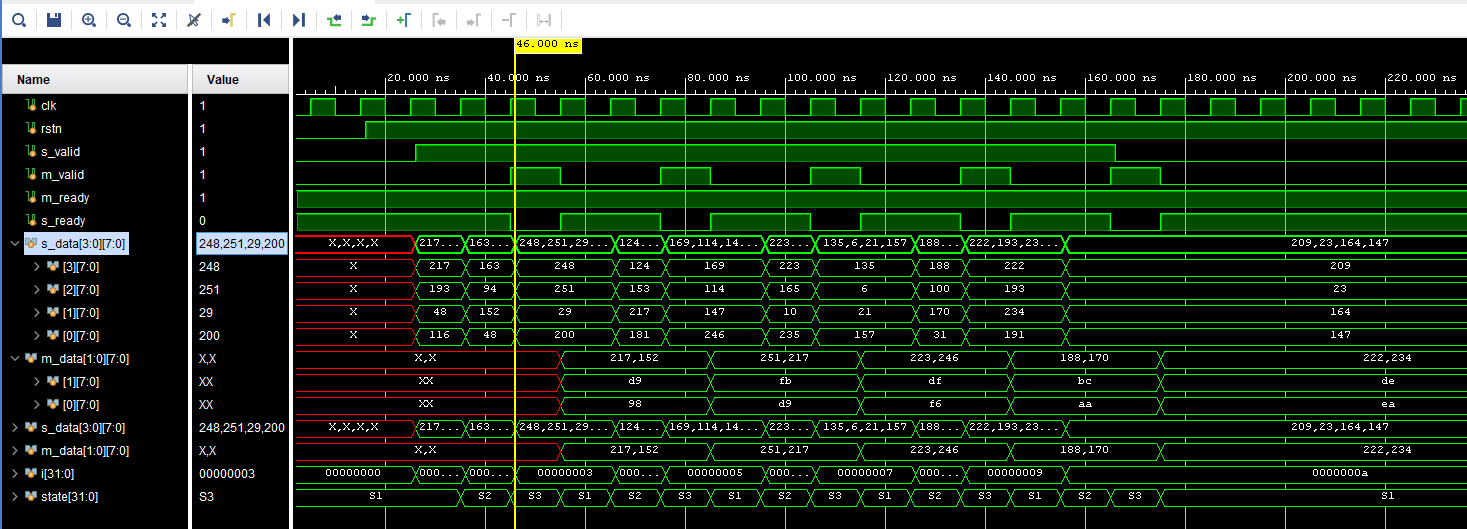 46.000 ns
Name Value 20.000 ns 40.000 ns 60.000 ns 80.000 ns 100.000 ns 120.000 ns 140.000 ns 160.000 ns 180.000 ns 200.000 ns 220.000 ns
clk 1
rstn 1
s_valid 1
m_valid 1
m_ready 1
s_ready 0
s_data[3:0][7:0] 248,251,29,200 X,X,X,X 217... 163... 248,251,29... 124... 169,114,14... 223... 135,6,21,157 188... 222,193,23... 209,23,164,147
[3][7:0] 248 X 217 163 248 124 169 223 135 188 222 209
[2][7:0] 251 X 193 94 251 153 114 165 6 100 193 23
[1][7:0] 29 X 48 152 29 217 147 10 21 170 234 164
[0][7:0] 200 X 116 48 200 181 246 235 157 31 191 147
m_data[1:0][7:0] X,X X,X 217,152 251,217 223,246 188,170 222,234
[1][7:0] XX XX d9 fb df bc de
[0][7:0] XX XX 98 d9 f6 aa ea
s_data[3:0][7:0] 248,251,29,200 X,X,X,X 217... 163... 248,251,29... 124... 169,114,14... 223... 135,6,21,157 188... 222,193,23... 209,23,164,147
m_data[1:0][7:0] X,X X,X 217,152 251,217 223,246 188,170 222,234
i[31:0] 00000003 00000000 000... 000... 00000003 000... 00000005 000... 00000007 000... 00000009 0000000a
state[31:0] S3 S1 S2 S3 S1 S2 S3 S1 S2 S3 S1 S2 S3 S1 S2 S3 S1